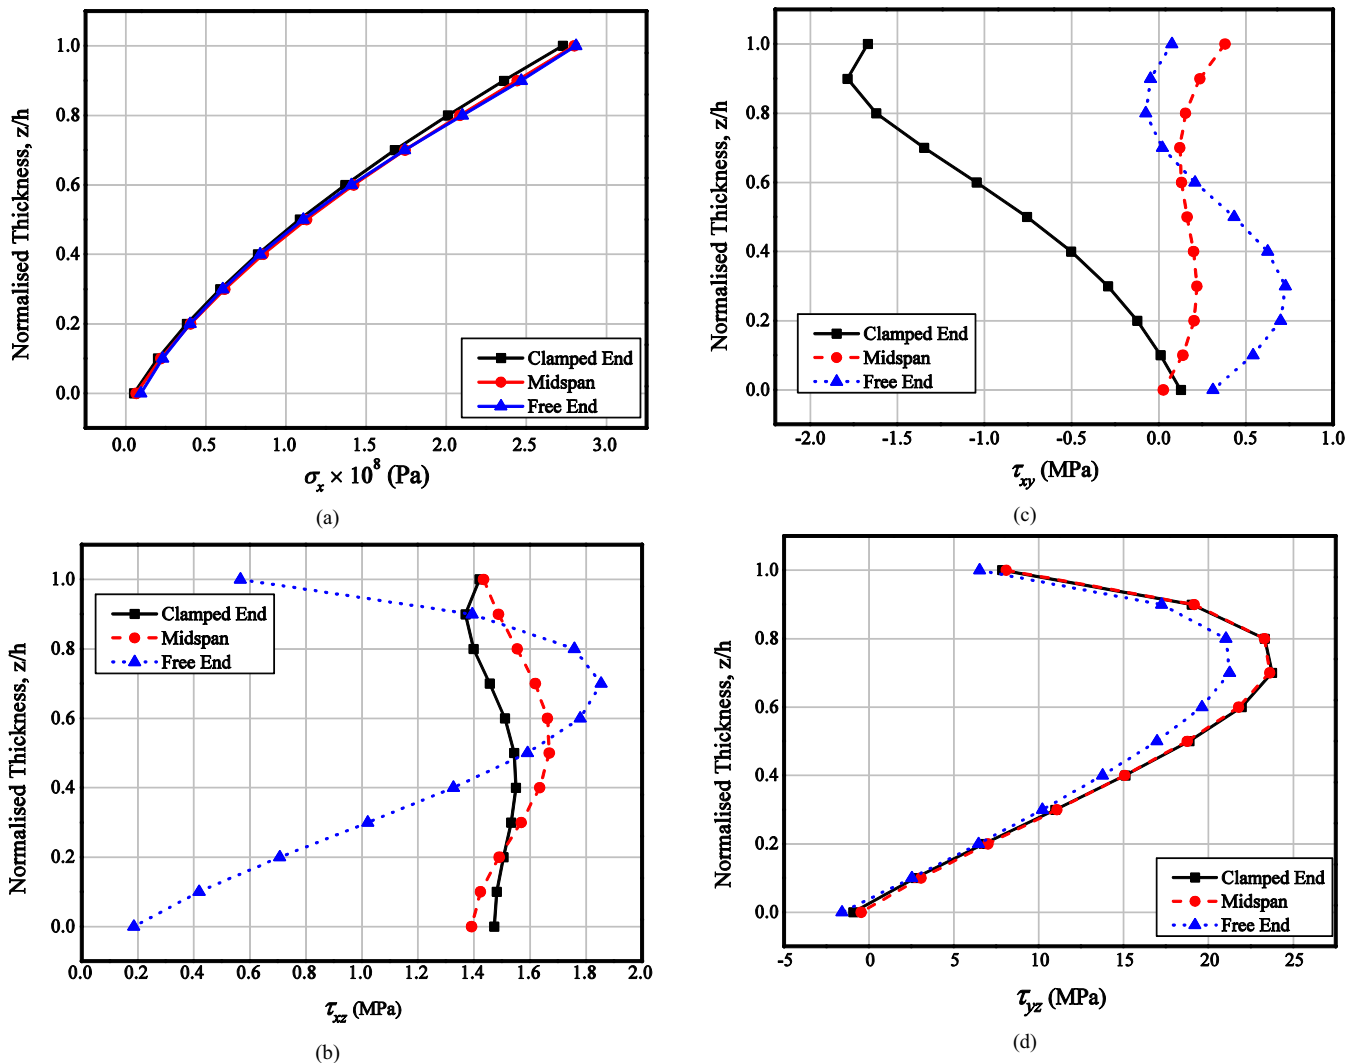 1.0
0.8
0.6
0.4
0.2
0.0
Normalised Thickness, z/h
Clamped End
Midspan
Free End
0.0 0.5 1.0 1.5 2.0 2.5 3.0
σx × 10^8 (Pa)
(a)
1.0
0.8
0.6
0.4
0.2
0.0
Normalised Thickness, z/h
Clamped End
Midspan
Free End
-2.0 -1.5 -1.0 -0.5 0.0 0.5 1.0
τxy (MPa)
(c)
1.0
0.8
0.6
0.4
0.2
0.0
Normalised Thickness, z/h
Clamped End
Midspan
Free End
0.0 0.2 0.4 0.6 0.8 1.0 1.2 1.4 1.6 1.8 2.0
τxz (MPa)
(b)
1.0
0.8
0.6
0.4
0.2
0.0
Normalised Thickness, z/h
Clamped End
Midspan
Free End
-5 0 5 10 15 20 25
τyz (MPa)
(d)